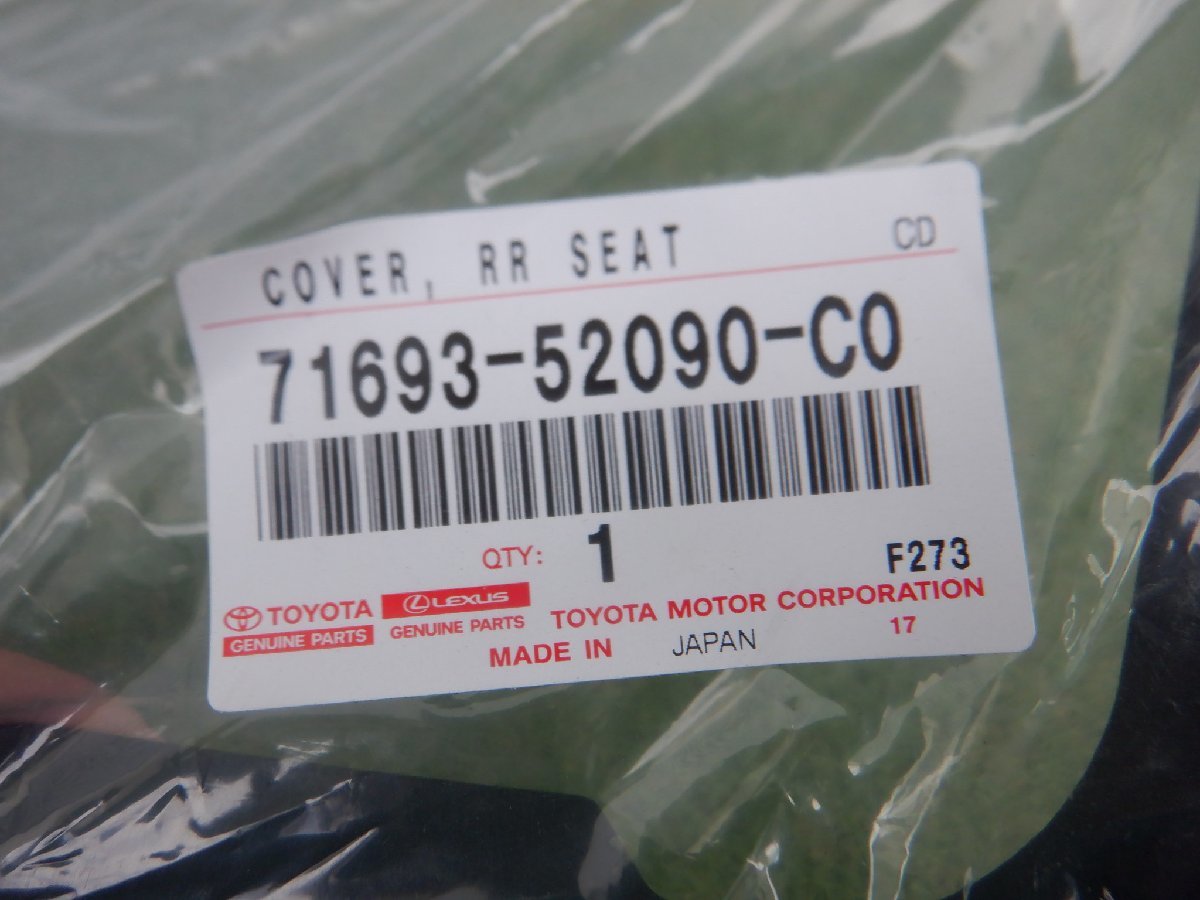 COVER, RR SEAT CD
71693-52090-C0
QTY: 1 F273
TOYOTA LEXUS TOYOTA MOTOR CORPORATION
GENUINE PARTS GENUINE PARTS 17
MADE IN JAPAN